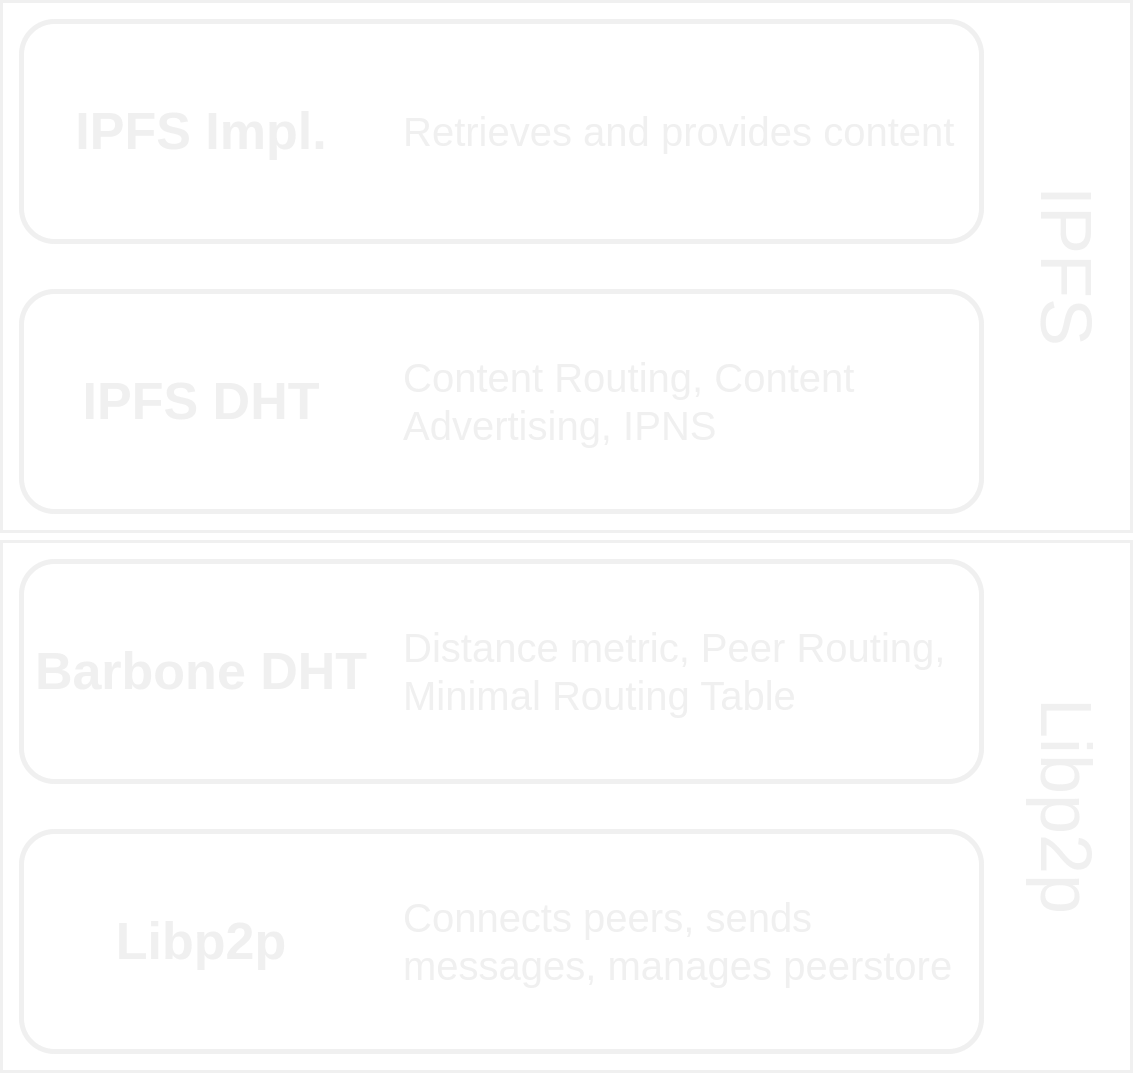 IPFS Impl.
Retrieves and provides content
IPFS DHT
Content Routing, Content
Advertising, IPNS
IPFS
Barbone DHT
Distance metric, Peer Routing,
Minimal Routing Table
Libp2p
Connects peers, sends
messages, manages peerstore
Libp2p